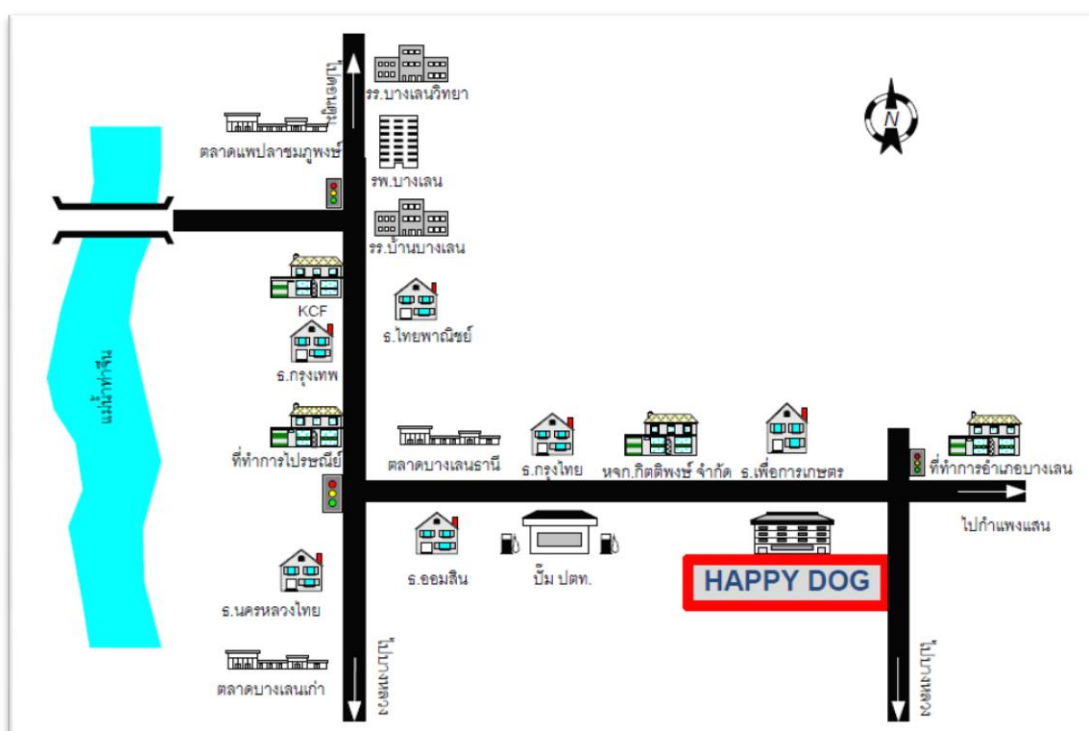 ไปดอนตูม
รร.บางเลนวิทยา
ตลาดแพปลาชมภูพงษ์
N
รพ.บางเลน
รร.บ้านบางเลน
KCF
ธ.ไทยพาณิชย์
แม่น้ำท่าจีน
ธ.กรุงเทพ
ที่ทำการไปรษณีย์
ตลาดบางเลนธานี
ธ.กรุงไทย
หจก.กิตติพงษ์ จำกัด
ธ.เพื่อการเกษตร
ที่ทำการอำเภอบางเลน
ไปกำแพงแสน
ธ.ออมสิน
ปั๊ม ปตท.
HAPPY DOG
ธ.นครหลวงไทย
ตลาดบางเลนเก่า
ไปบางหลวง
ไปบางหลวง